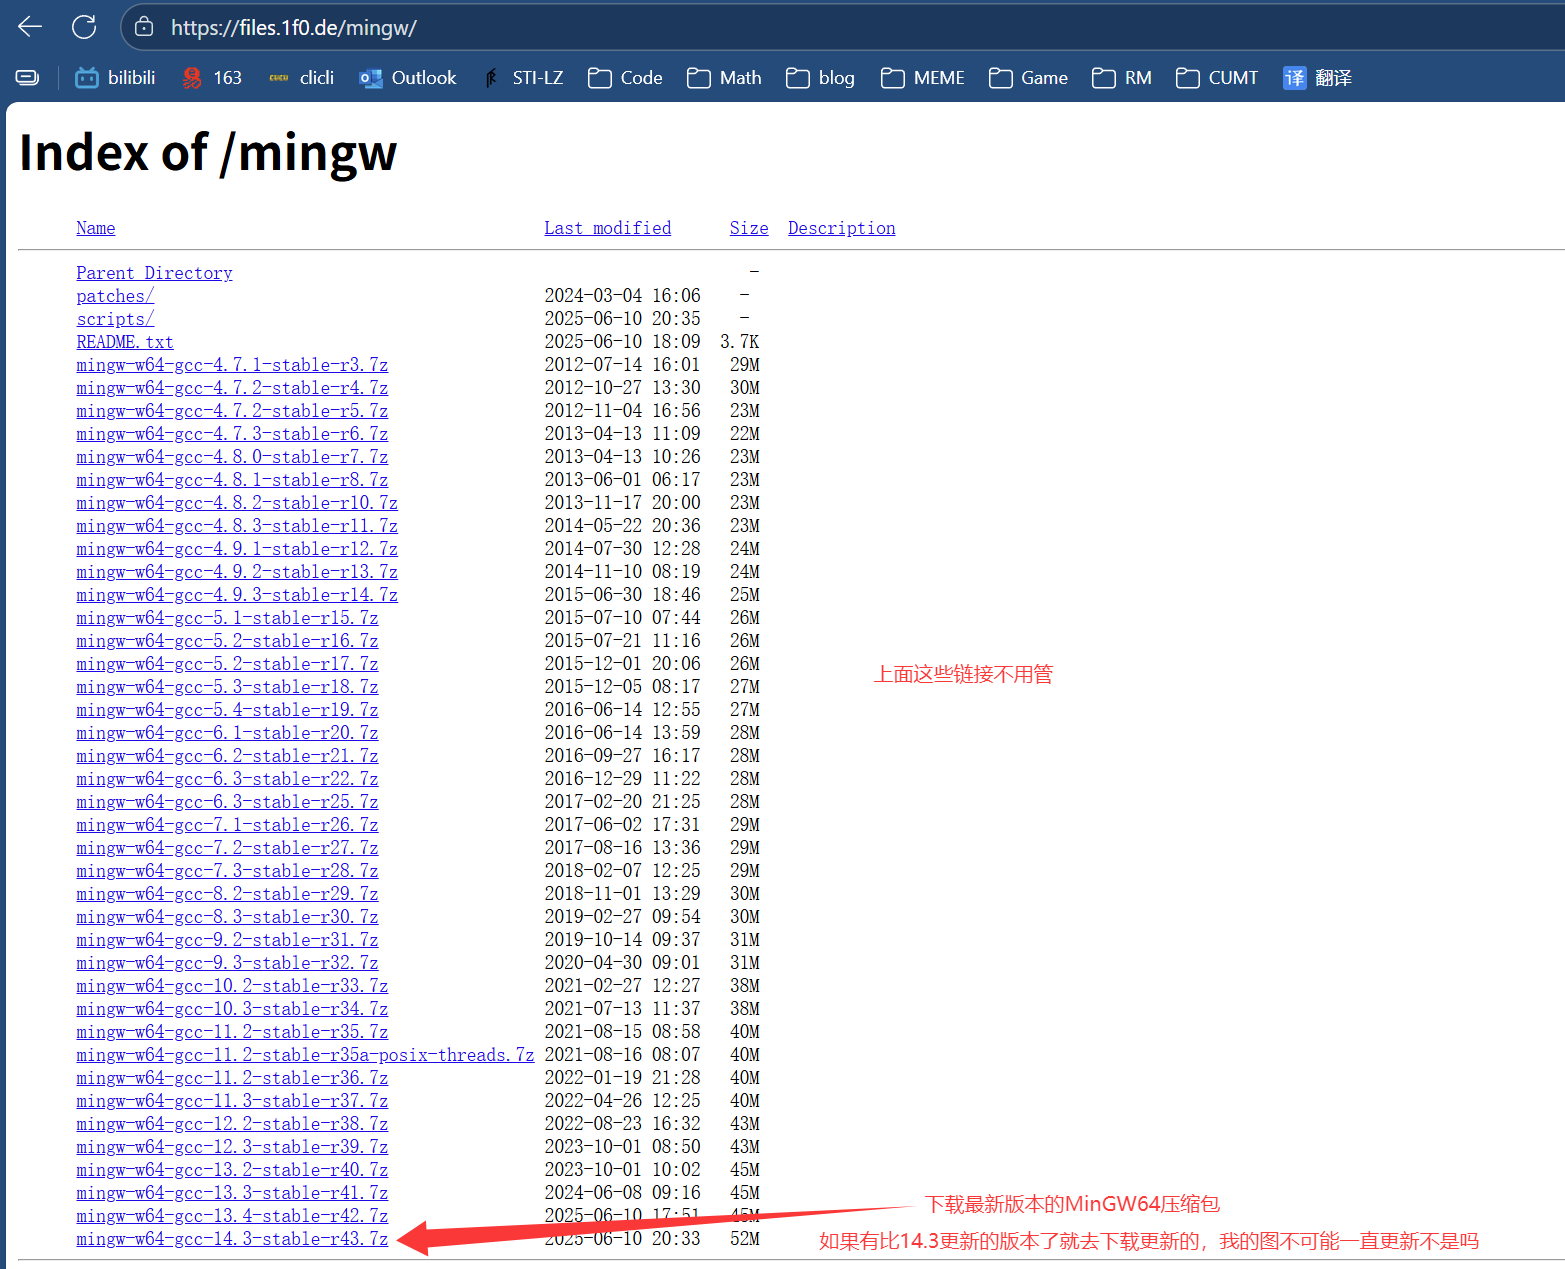 https://files.1f0.de/mingw/
bilibili 163 clicli Outlook STI-LZ Code Math blog MEME Game RM CUMT 译 翻译
Index of /mingw
Name Last modified Size Description
Parent Directory -
patches/ 2024-03-04 16:06 -
scripts/ 2025-06-10 20:35 -
README.txt 2025-06-10 18:09 3.7K
mingw-w64-gcc-4.7.1-stable-r3.7z 2012-07-14 16:01 29M
mingw-w64-gcc-4.7.2-stable-r4.7z 2012-10-27 13:30 30M
mingw-w64-gcc-4.7.2-stable-r5.7z 2012-11-04 16:56 23M
mingw-w64-gcc-4.7.3-stable-r6.7z 2013-04-13 11:09 22M
mingw-w64-gcc-4.8.0-stable-r7.7z 2013-04-13 10:26 23M
mingw-w64-gcc-4.8.1-stable-r8.7z 2013-06-01 06:17 23M
mingw-w64-gcc-4.8.2-stable-r10.7z 2013-11-17 20:00 23M
mingw-w64-gcc-4.8.3-stable-r11.7z 2014-05-22 20:36 23M
mingw-w64-gcc-4.9.1-stable-r12.7z 2014-07-30 12:28 24M
mingw-w64-gcc-4.9.2-stable-r13.7z 2014-11-10 08:19 24M
mingw-w64-gcc-4.9.3-stable-r14.7z 2015-06-30 18:46 25M
mingw-w64-gcc-5.1-stable-r15.7z 2015-07-10 07:44 26M
mingw-w64-gcc-5.2-stable-r16.7z 2015-07-21 11:16 26M
mingw-w64-gcc-5.2-stable-r17.7z 2015-12-01 20:06 26M
上面这些链接不用管
mingw-w64-gcc-5.3-stable-r18.7z 2015-12-05 08:17 27M
mingw-w64-gcc-5.4-stable-r19.7z 2016-06-14 12:55 27M
mingw-w64-gcc-6.1-stable-r20.7z 2016-06-14 13:59 28M
mingw-w64-gcc-6.2-stable-r21.7z 2016-09-27 16:17 28M
mingw-w64-gcc-6.3-stable-r22.7z 2016-12-29 11:22 28M
mingw-w64-gcc-6.3-stable-r25.7z 2017-02-20 21:25 28M
mingw-w64-gcc-7.1-stable-r26.7z 2017-06-02 17:31 29M
mingw-w64-gcc-7.2-stable-r27.7z 2017-08-16 13:36 29M
mingw-w64-gcc-7.3-stable-r28.7z 2018-02-07 12:25 29M
mingw-w64-gcc-8.2-stable-r29.7z 2018-11-01 13:29 30M
mingw-w64-gcc-8.3-stable-r30.7z 2019-02-27 09:54 30M
mingw-w64-gcc-9.2-stable-r31.7z 2019-10-14 09:37 31M
mingw-w64-gcc-9.3-stable-r32.7z 2020-04-30 09:01 31M
mingw-w64-gcc-10.2-stable-r33.7z 2021-02-27 12:27 38M
mingw-w64-gcc-10.3-stable-r34.7z 2021-07-13 11:37 38M
mingw-w64-gcc-11.2-stable-r35.7z 2021-08-15 08:58 40M
mingw-w64-gcc-11.2-stable-r35a-posix-threads.7z 2021-08-16 08:07 40M
mingw-w64-gcc-11.2-stable-r36.7z 2022-01-19 21:28 40M
mingw-w64-gcc-11.3-stable-r37.7z 2022-04-26 12:25 40M
mingw-w64-gcc-12.2-stable-r38.7z 2022-08-23 16:32 43M
mingw-w64-gcc-12.3-stable-r39.7z 2023-10-01 08:50 43M
mingw-w64-gcc-13.2-stable-r40.7z 2023-10-01 10:02 45M
mingw-w64-gcc-13.3-stable-r41.7z 2024-06-08 09:16 45M
下载最新版本的MinGW64压缩包
mingw-w64-gcc-13.4-stable-r42.7z 2025-06-10 17:51 45M
mingw-w64-gcc-14.3-stable-r43.7z 2025-06-10 20:33 52M
如果有比14.3更新的版本了就去下载更新的，我的图不可能一直更新不是吗